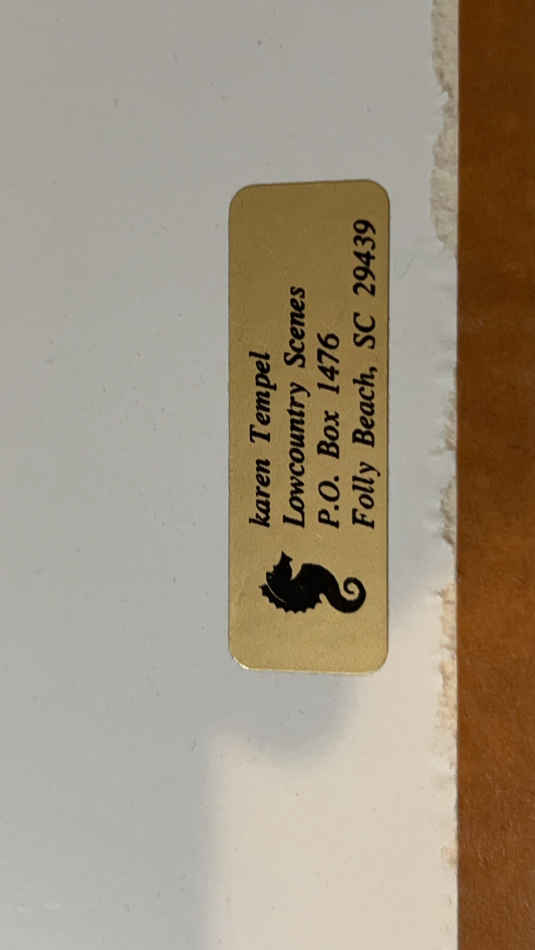 karen Tempel
Lowcountry Scenes
P.O. Box 1476
Folly Beach, SC 29439